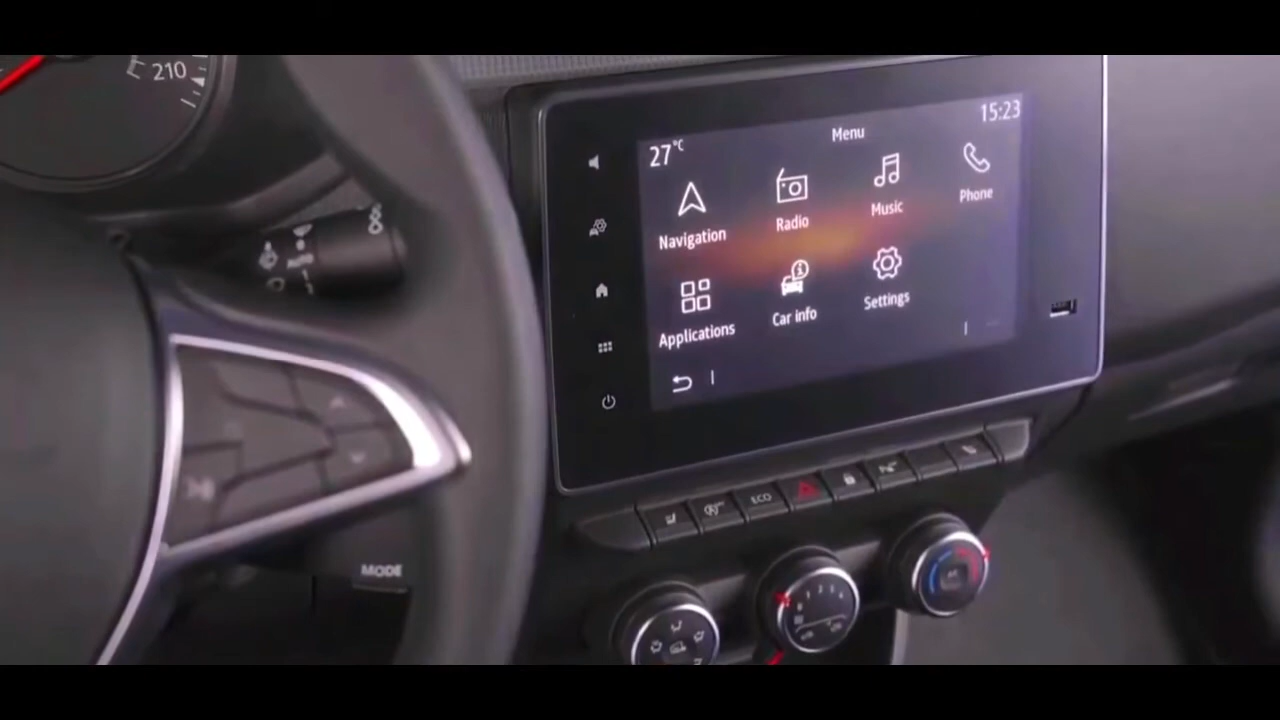 210
15:23
Menu
27°C
Navigation
Radio
Music
Phone
AUTO
Applications
Car info
Settings
ECO
MODE